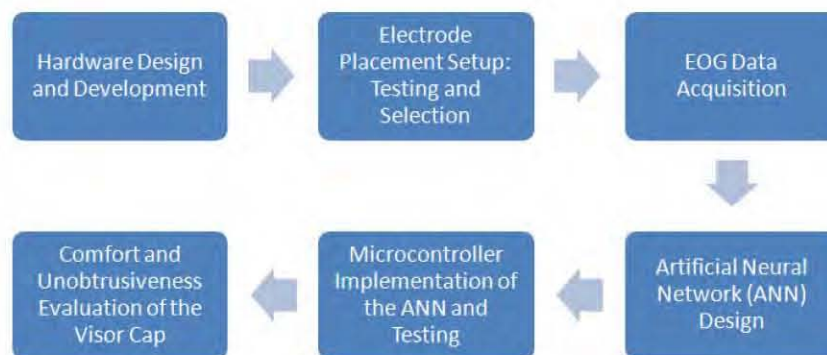 Hardware Design
and Development
Electrode
Placement Setup:
Testing and
Selection
EOG Data
Acquisition
Artificial Neural
Network (ANN)
Design
Microcontroller
Implementation of
the ANN and
Testing
Comfort and
Unobtrusiveness
Evaluation of the
Visor Cap